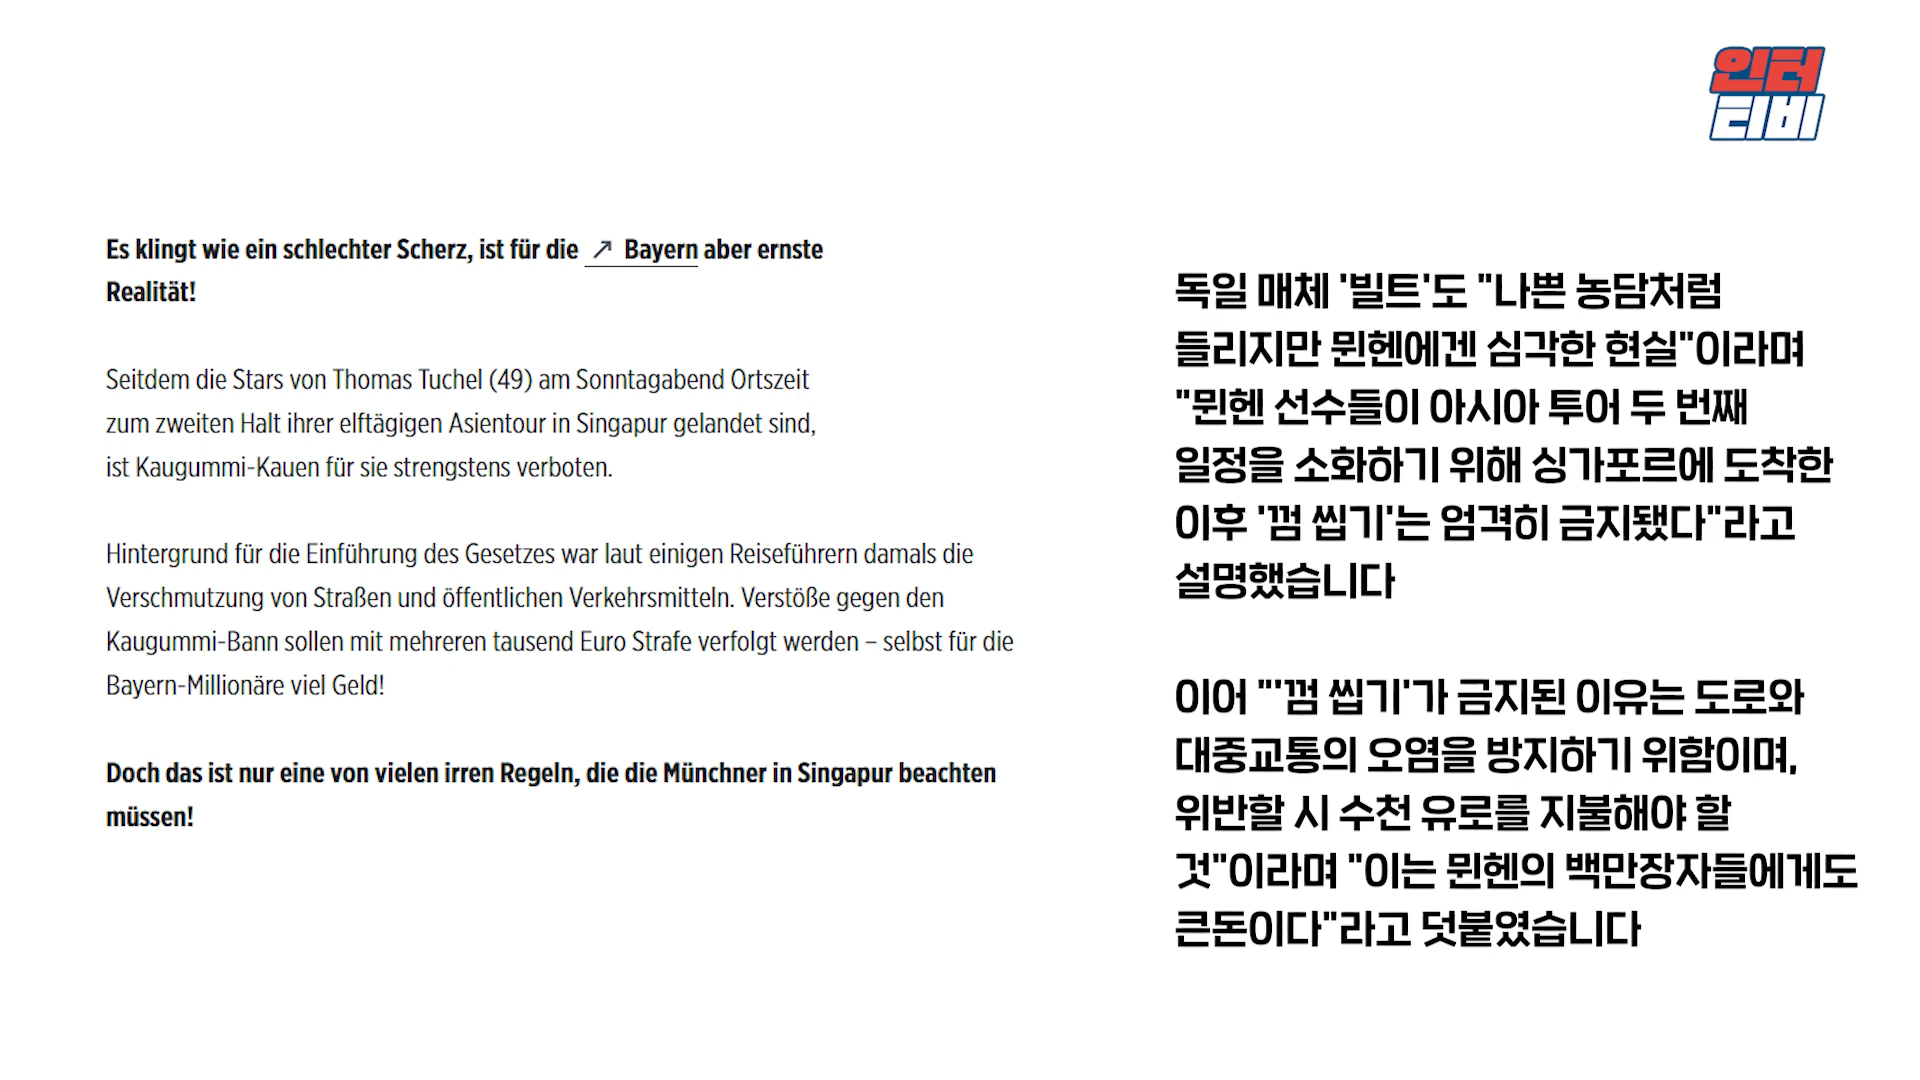 인터
티비
Es klingt wie ein schlechter Scherz, ist für die ↗ Bayern aber ernste
Realität!
Seitdem die Stars von Thomas Tuchel (49) am Sonntagabend Ortszeit
zum zweiten Halt ihrer elftägigen Asientour in Singapur gelandet sind,
ist Kaugummi-Kauen für sie strengstens verboten.
Hintergrund für die Einführung des Gesetzes war laut einigen Reiseführern damals die
Verschmutzung von Straßen und öffentlichen Verkehrsmitteln. Verstöße gegen den
Kaugummi-Bann sollen mit mehreren tausend Euro Strafe verfolgt werden – selbst für die
Bayern-Millionäre viel Geld!
Doch das ist nur eine von vielen irren Regeln, die die Münchner in Singapur beachten
müssen!
독일 매체 '빌트'도 "나쁜 농담처럼
들리지만 뮌헨에겐 심각한 현실"이라며
"뮌헨 선수들이 아시아 투어 두 번째
일정을 소화하기 위해 싱가포르에 도착한
이후 '껌 씹기'는 엄격히 금지됐다"라고
설명했습니다
이어 "'껌 씹기'가 금지된 이유는 도로와
대중교통의 오염을 방지하기 위함이며,
위반할 시 수천 유로를 지불해야 할
것"이라며 "이는 뮌헨의 백만장자들에게도
큰돈이다"라고 덧붙였습니다